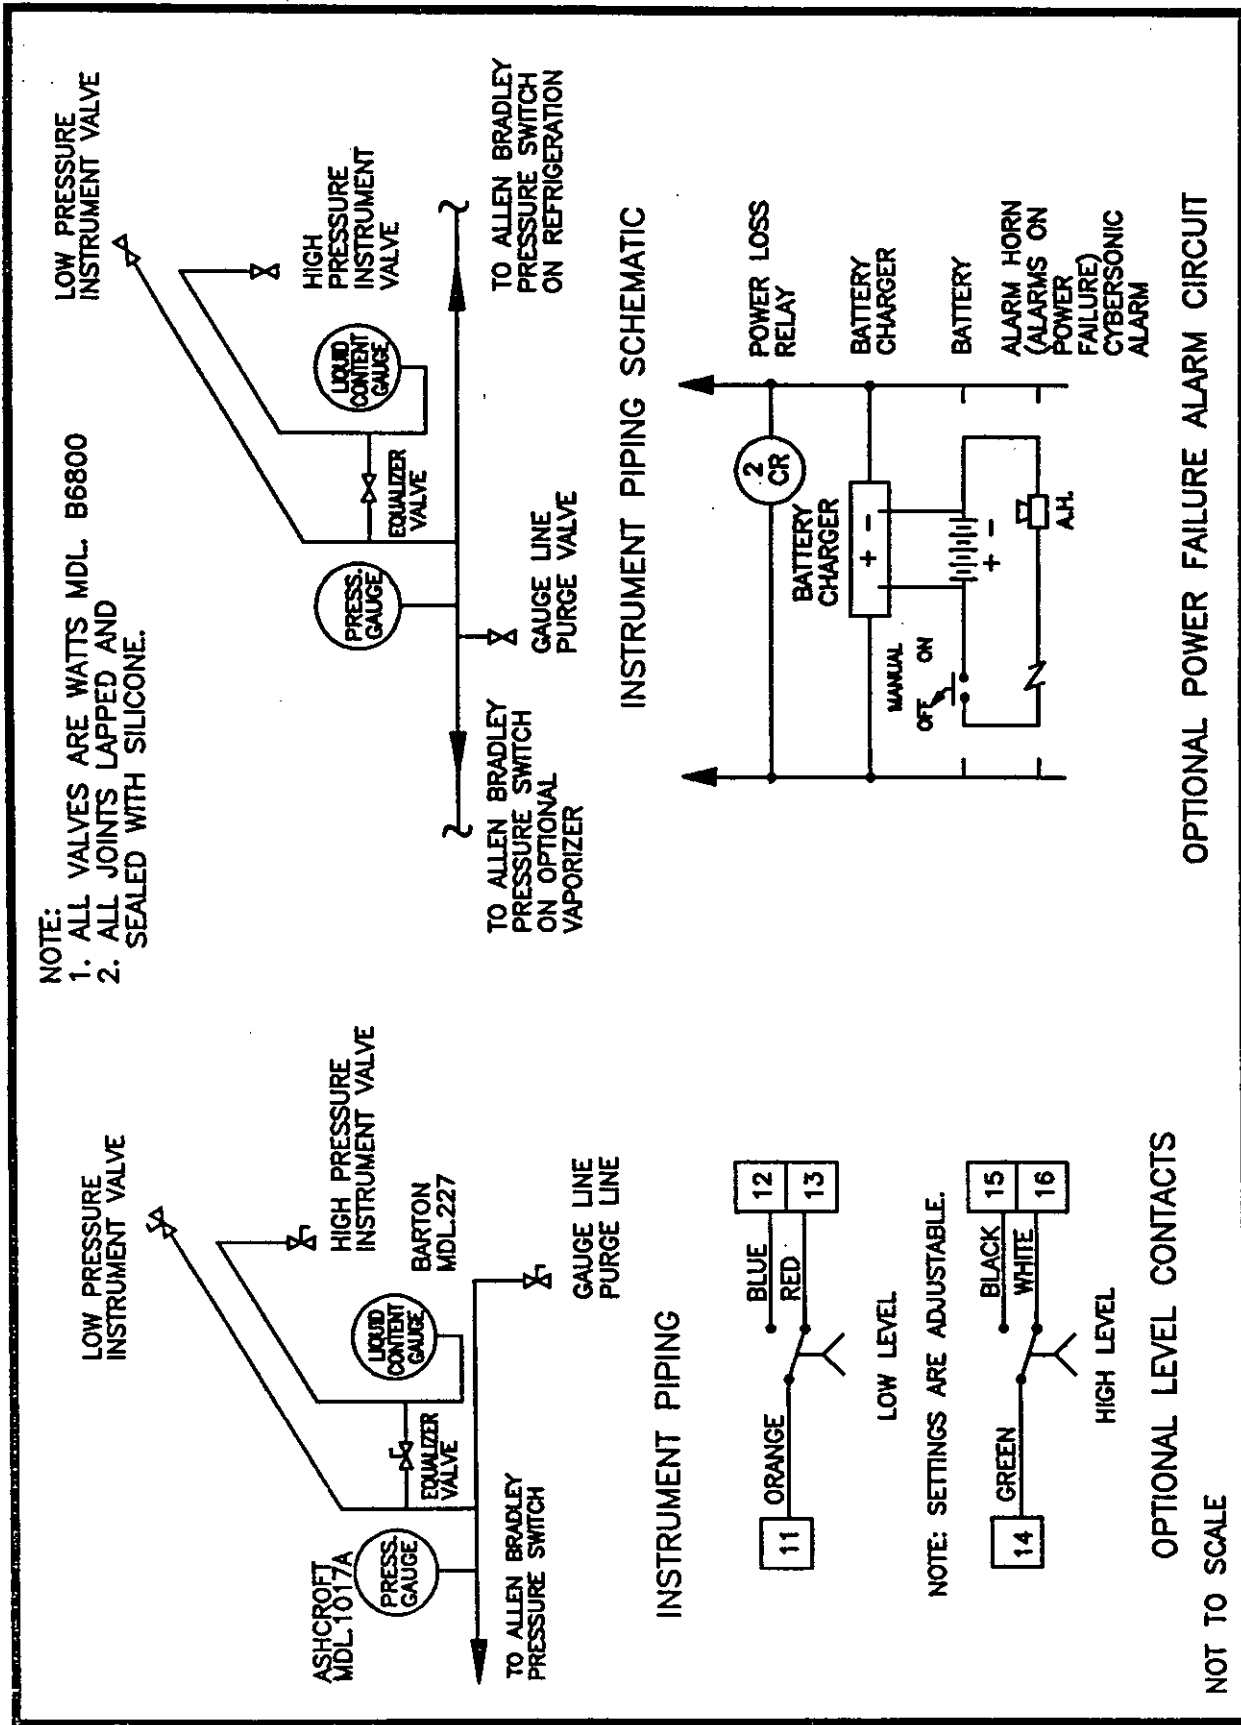 NOTE:
1. ALL VALVES ARE WATTS MDL. B6800
2. ALL JOINTS LAPPED AND
SEALED WITH SILICONE.
LOW PRESSURE
INSTRUMENT VALVE
HIGH PRESSURE
INSTRUMENT VALVE
ASHCROFT
MDL.1017A
PRESS.
GAUGE
LIQUID
CONTENT
GAUGE
BARTON
MDL.227
EQUALIZER
VALVE
TO ALLEN BRADLEY
PRESSURE SWITCH
GAUGE LINE
PURGE LINE
INSTRUMENT PIPING
LOW PRESSURE
INSTRUMENT VALVE
HIGH
PRESSURE
INSTRUMENT
VALVE
PRESS.
GAUGE
LIQUID
CONTENT
GAUGE
EQUALIZER
VALVE
TO ALLEN BRADLEY
PRESSURE SWITCH
ON OPTIONAL
VAPORIZER
GAUGE LINE
PURGE VALVE
TO ALLEN BRADLEY
PRESSURE SWITCH
ON REFRIGERATION
INSTRUMENT PIPING SCHEMATIC
11
ORANGE
BLUE
RED
12
13
LOW LEVEL
NOTE: SETTINGS ARE ADJUSTABLE.
14
GREEN
BLACK
WHITE
15
16
HIGH LEVEL
OPTIONAL LEVEL CONTACTS
NOT TO SCALE
2
CR
POWER LOSS
RELAY
BATTERY
CHARGER
+ -
BATTERY
CHARGER
MANUAL
OFF ON
+ -
BATTERY
A.H.
ALARM HORN
(ALARMS ON
POWER
FAILURE)
CYBERSONIC
ALARM
OPTIONAL POWER FAILURE ALARM CIRCUIT